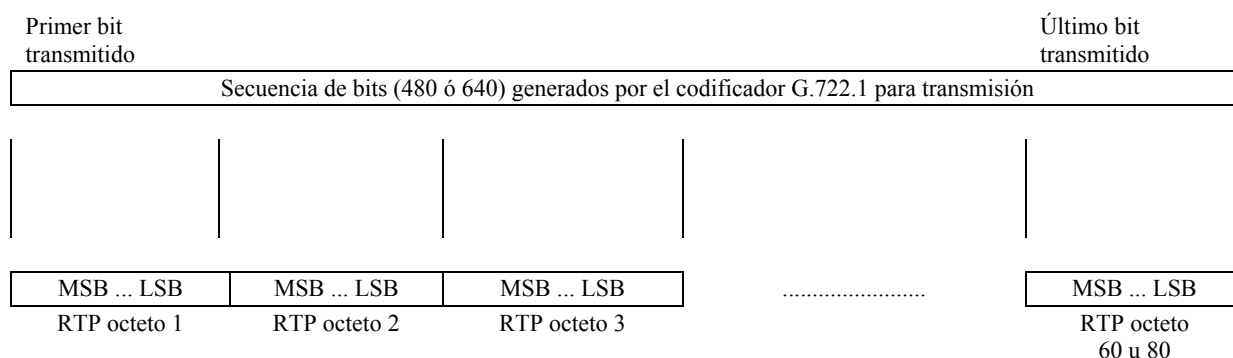 Primer bit
transmitido
Último bit
transmitido
Secuencia de bits (480 ó 640) generados por el codificador G.722.1 para transmisión
MSB ... LSB
MSB ... LSB
MSB ... LSB
........................
MSB ... LSB
RTP octeto 1
RTP octeto 2
RTP octeto 3
RTP octeto
60 u 80